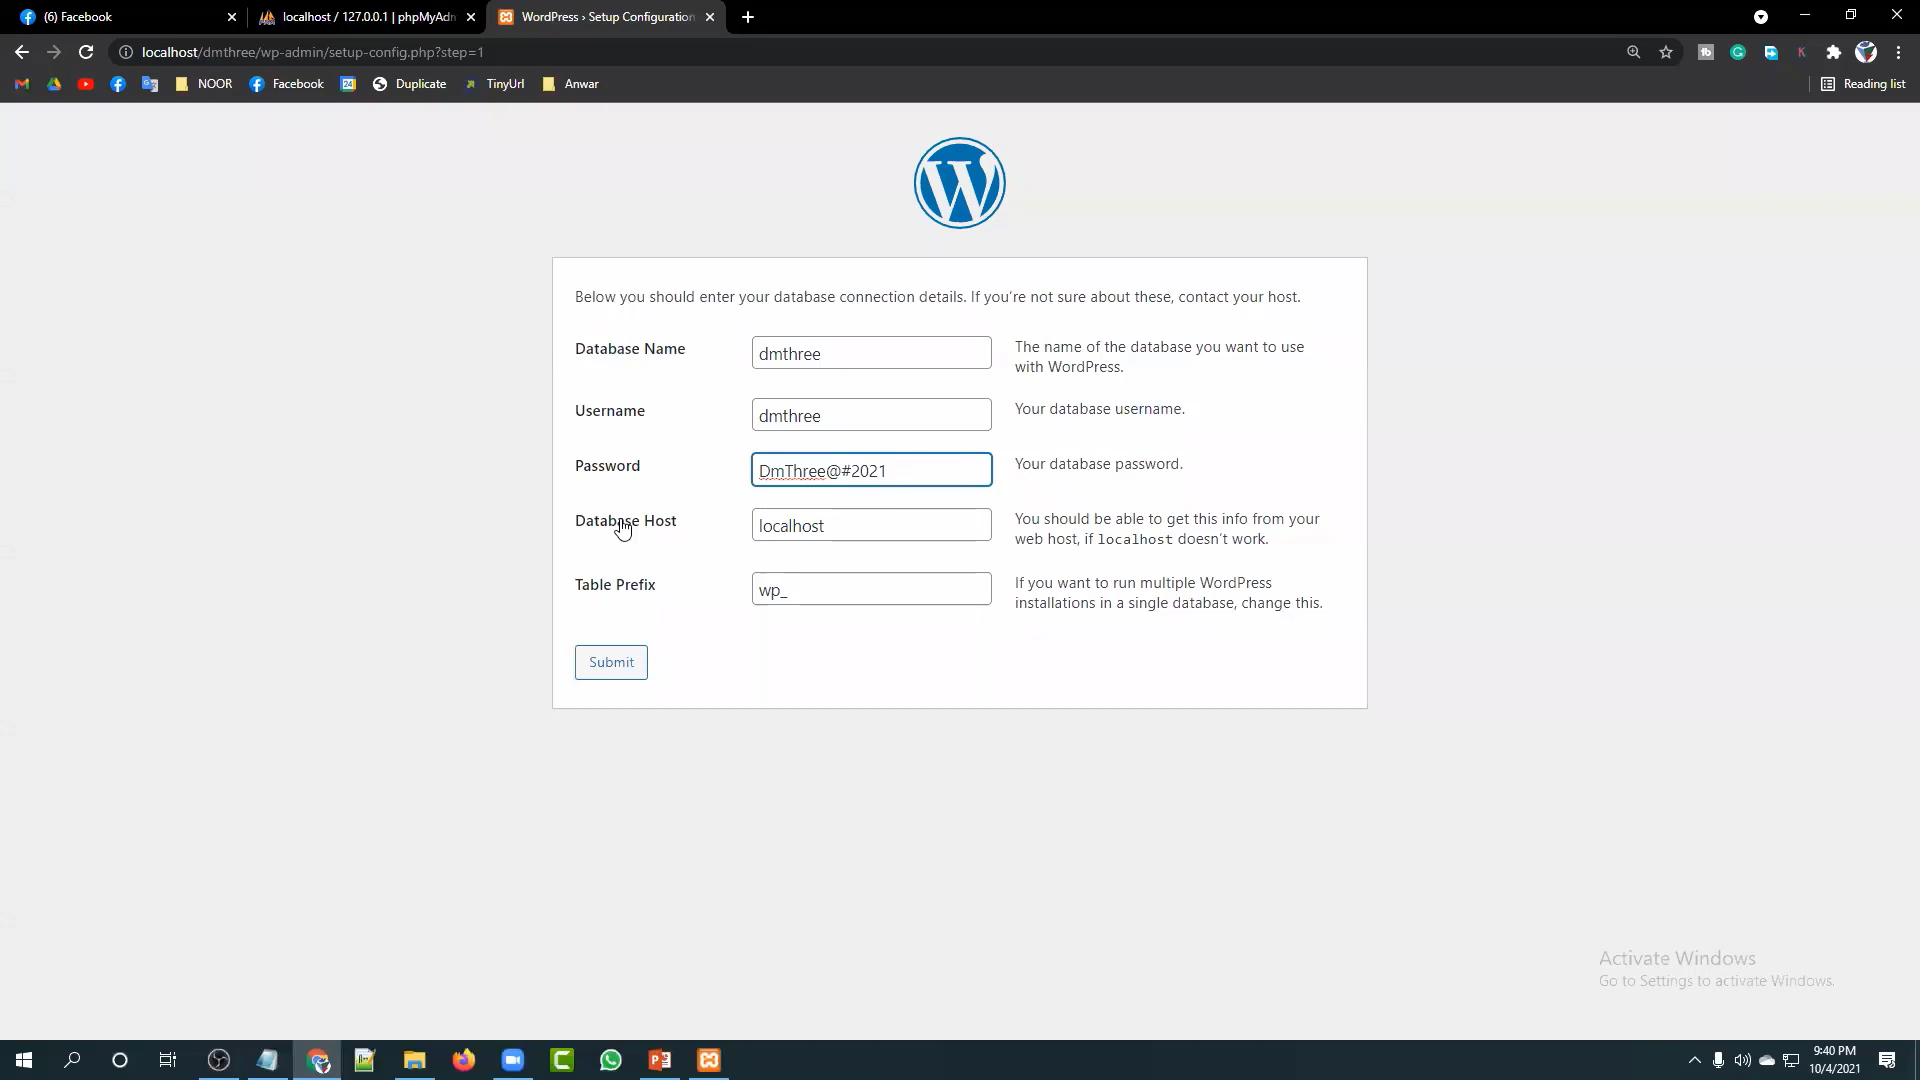 (6) Facebook
localhost / 127.0.0.1 | phpMyAdm
WordPress › Setup Configuration
localhost/dmthree/wp-admin/setup-config.php?step=1
NOOR
Facebook
Duplicate
TinyUrl
Anwar
Reading list
Below you should enter your database connection details. If you’re not sure about these, contact your host.
Database Name
dmthree
The name of the database you want to use
with WordPress.
Username
dmthree
Your database username.
Password
DmThree@#2021
Your database password.
Database Host
localhost
You should be able to get this info from your
web host, if localhost doesn’t work.
Table Prefix
wp_
If you want to run multiple WordPress
installations in a single database, change this.
Submit
Activate Windows
Go to Settings to activate Windows.
9:40 PM
10/4/2021